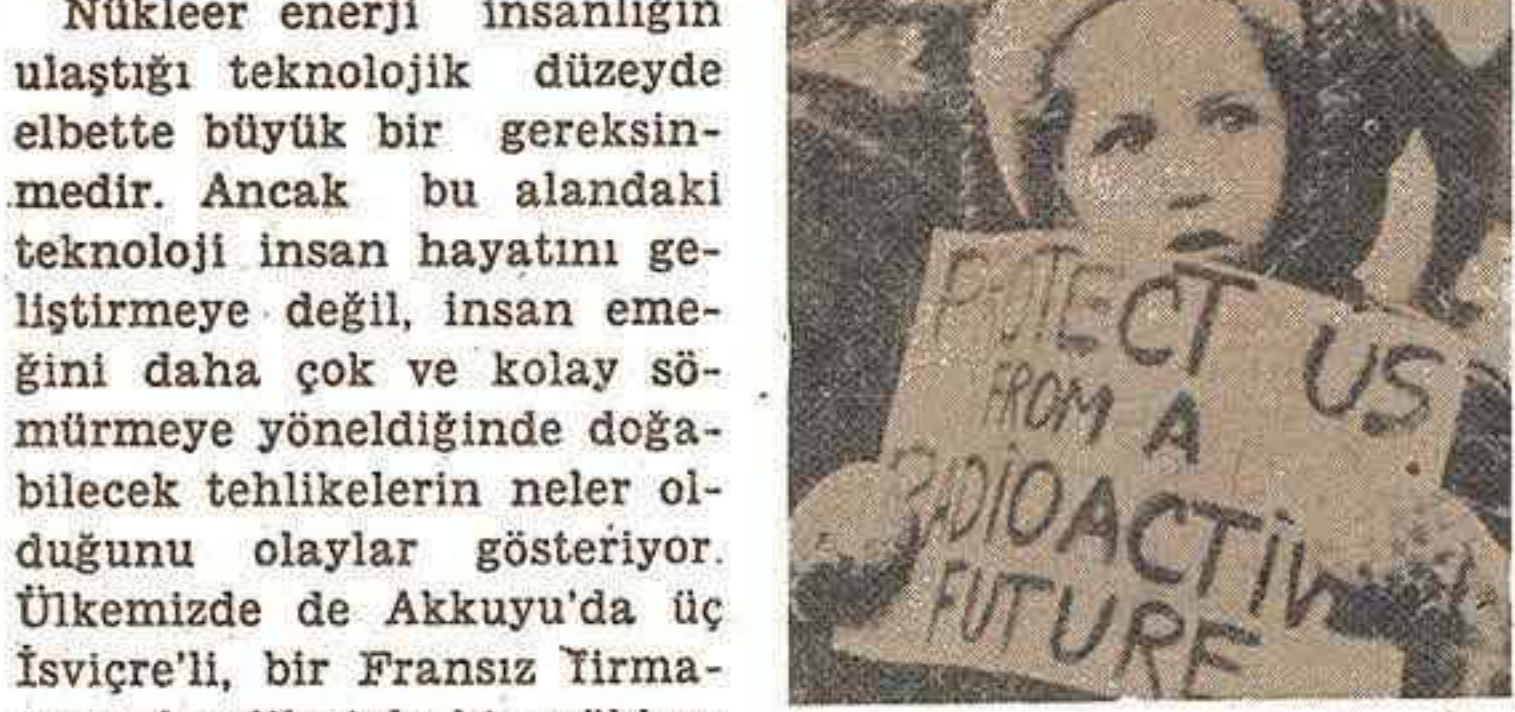 Nükleer enerji insanlığın
ulaştığı teknolojik düzeyde
elbette büyük bir gereksin-
medir. Ancak bu alandaki
teknoloji insan hayatını ge-
liştirmeye değil, insan eme-
ğini daha çok ve kolay sö-
mürmeye yöneldiğinde doğa-
bilecek tehlikelerin neler ol-
duğunu olaylar gösteriyor.
Ülkemizde de Akkuyu'da üç
İsviçre'li, bir Fransız firma-
PROTECT US
FROM A
RADIOACTIV
FUTURE